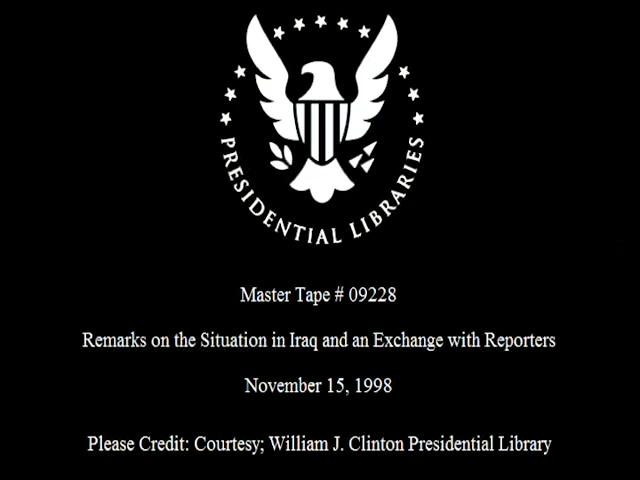 PRESIDENTIAL LIBRARIES
Master Tape # 09228
Remarks on the Situation in Iraq and an Exchange with Reporters
November 15, 1998
Please Credit: Courtesy; William J. Clinton Presidential Library